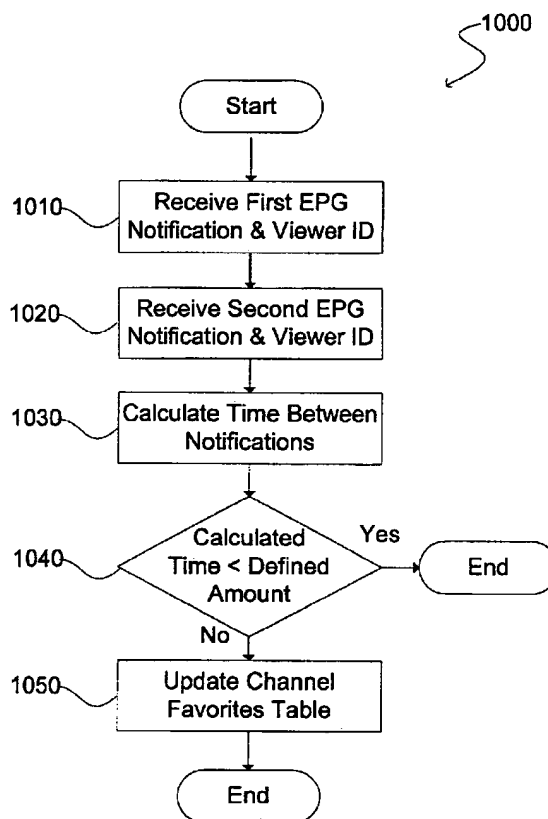 1000
Start
1010
Receive First EPG
Notification & Viewer ID
1020
Receive Second EPG
Notification & Viewer ID
1030
Calculate Time Between
Notifications
1040
Calculated
Time < Defined
Amount
Yes
End
No
1050
Update Channel
Favorites Table
End